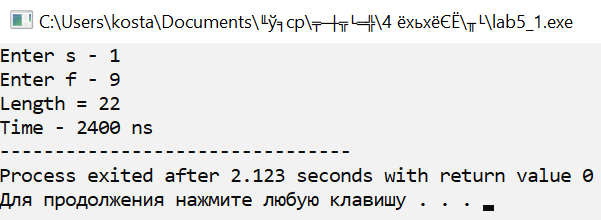 C:\Users\kosta\Documents\╙ў╕ср\╤╒┼╥└═╬\4 ёхьхёЄЁ\╥└\lab5_1.exe
Enter s - 1
Enter f - 9
Length = 22
Time - 2400 ns
--------------------------------
Process exited after 2.123 seconds with return value 0
Для продолжения нажмите любую клавишу . . .